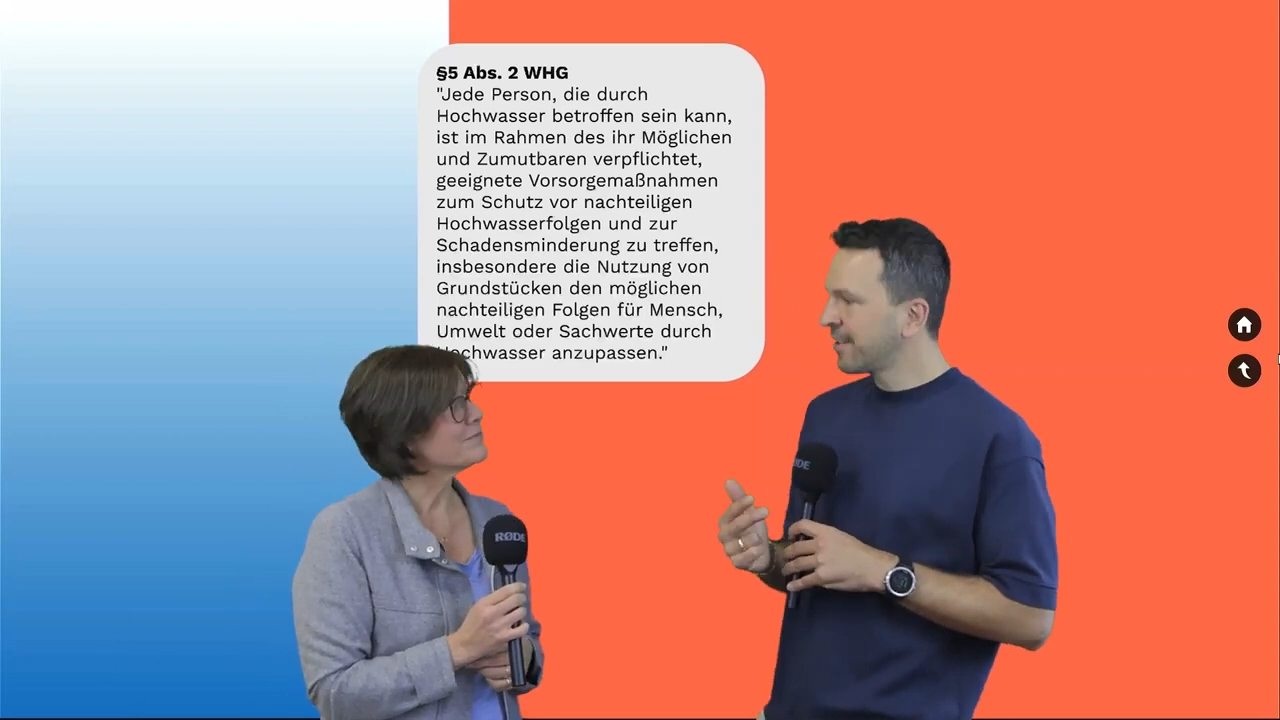 §5 Abs. 2 WHG
"Jede Person, die durch
Hochwasser betroffen sein kann,
ist im Rahmen des ihr Möglichen
und Zumutbaren verpflichtet,
geeignete Vorsorgemaßnahmen
zum Schutz vor nachteiligen
Hochwasserfolgen und zur
Schadensminderung zu treffen,
insbesondere die Nutzung von
Grundstücken den möglichen
nachteiligen Folgen für Mensch,
Umwelt oder Sachwerte durch
Hochwasser anzupassen."
RØDE